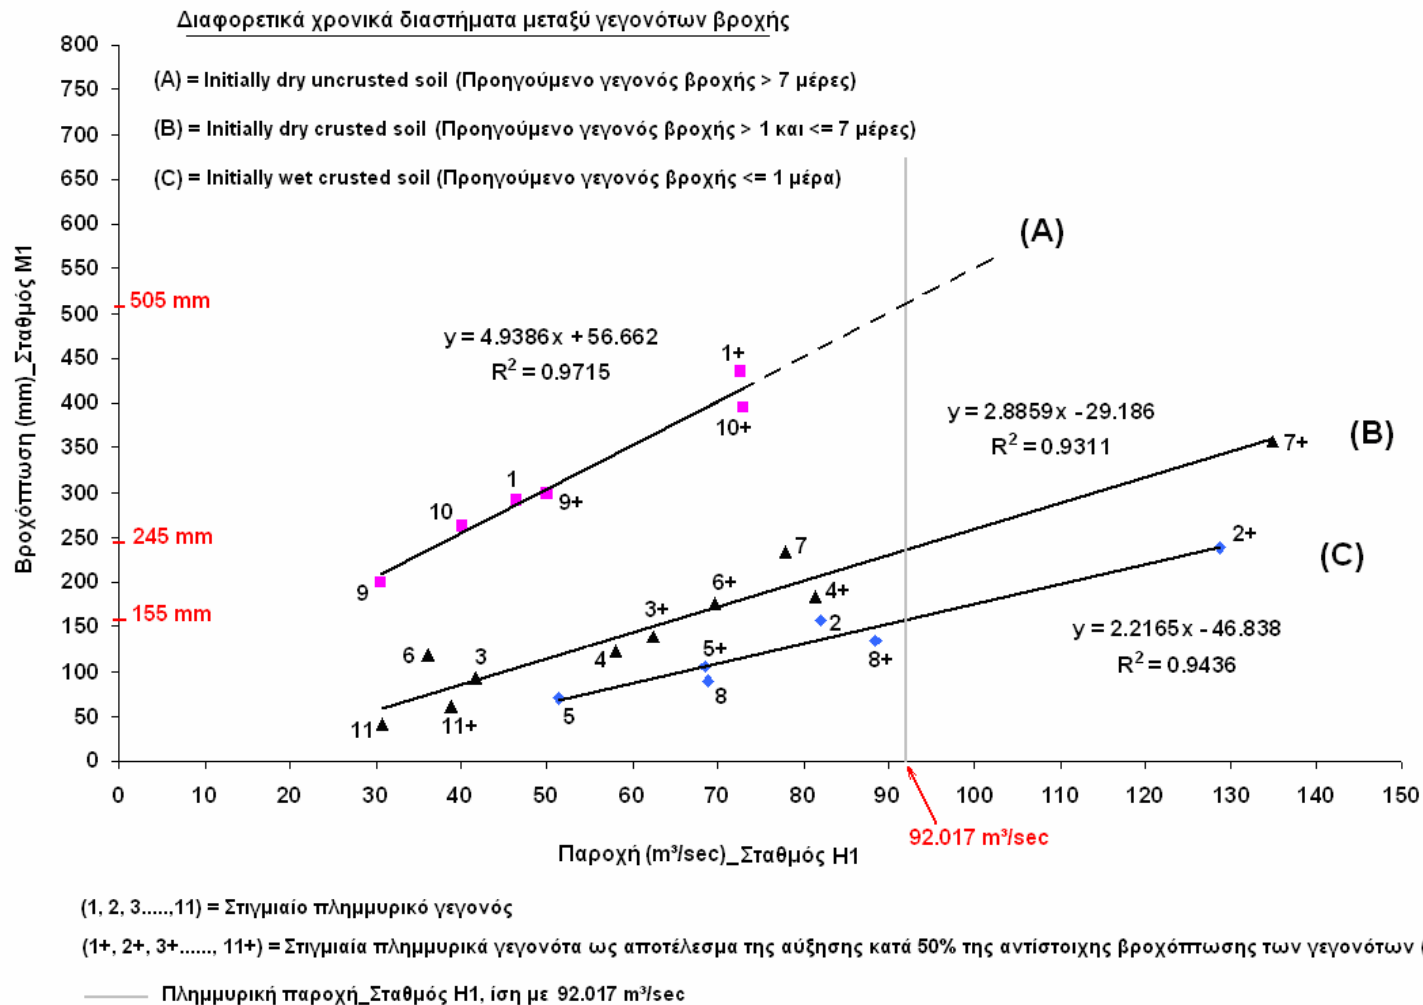 Διαφορετικά χρονικά διαστήματα μεταξύ γεγονότων βροχής
(A) = Initially dry uncrusted soil (Προηγούμενο γεγονός βροχής > 7 μέρες)
(B) = Initially dry crusted soil (Προηγούμενο γεγονός βροχής > 1 και <= 7 μέρες)
(C) = Initially wet crusted soil (Προηγούμενο γεγονός βροχής <= 1 μέρα)
Βροχόπτωση (mm)_Σταθμός M1
800
750
700
650
600
550
500
450
400
350
300
250
200
150
100
50
0
505 mm
245 mm
155 mm
(A)
y = 4.9386x + 56.662
R² = 0.9715
1+
10+
1
10
9+
9
y = 2.8859x - 29.186
R² = 0.9311
(B)
7+
7
6+
4+
3+
6
3
4
11
11+
(C)
2+
2
5+
8+
8
5
y = 2.2165x - 46.838
R² = 0.9436
0 10 20 30 40 50 60 70 80 90 100 110 120 130 140 150
92.017 m³/sec
Παροχή (m³/sec)_Σταθμός H1
(1, 2, 3.....,11) = Στιγμιαίο πλημμυρικό γεγονός
(1+, 2+, 3+......, 11+) = Στιγμιαία πλημμυρικά γεγονότα ως αποτέλεσμα της αύξησης κατά 50% της αντίστοιχης βροχόπτωσης των γεγονότων (
Πλημμυρική παροχή_Σταθμός H1, ίση με 92.017 m³/sec